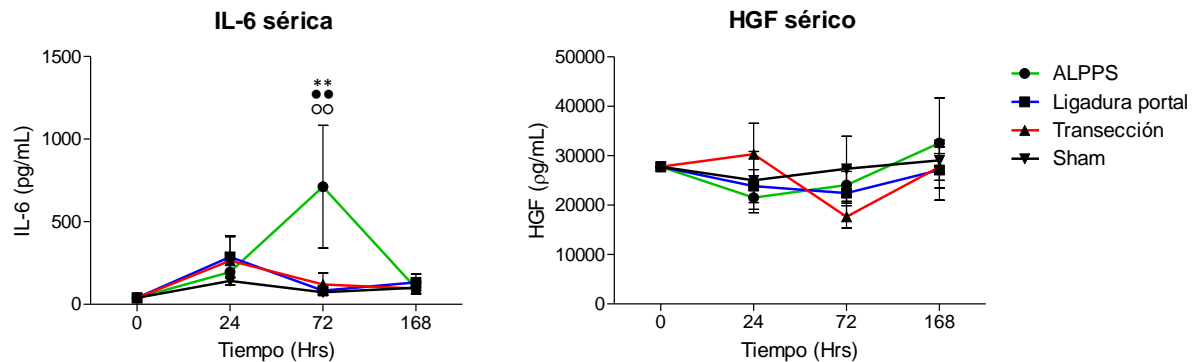 IL-6 sérica
IL-6 (pg/mL)
1500
1000
500
0
**
0
24
72
168
Tiempo (Hrs)
HGF sérico
HGF (ρg/mL)
50000
40000
30000
20000
10000
0
0
24
72
168
Tiempo (Hrs)
ALPPS
Ligadura portal
Transección
Sham